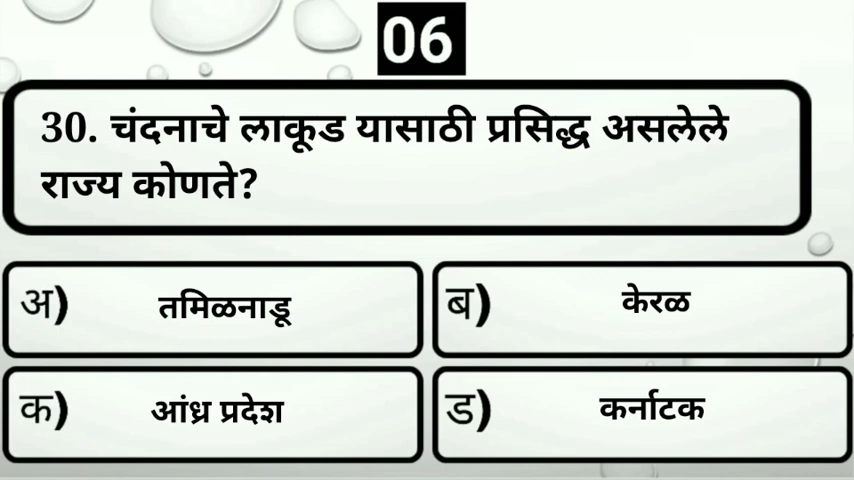 06
30. चंदनाचे लाकूड यासाठी प्रसिद्ध असलेले
राज्य कोणते?
अ) तमिळनाडू
ब) केरळ
क) आंध्र प्रदेश
ड) कर्नाटक